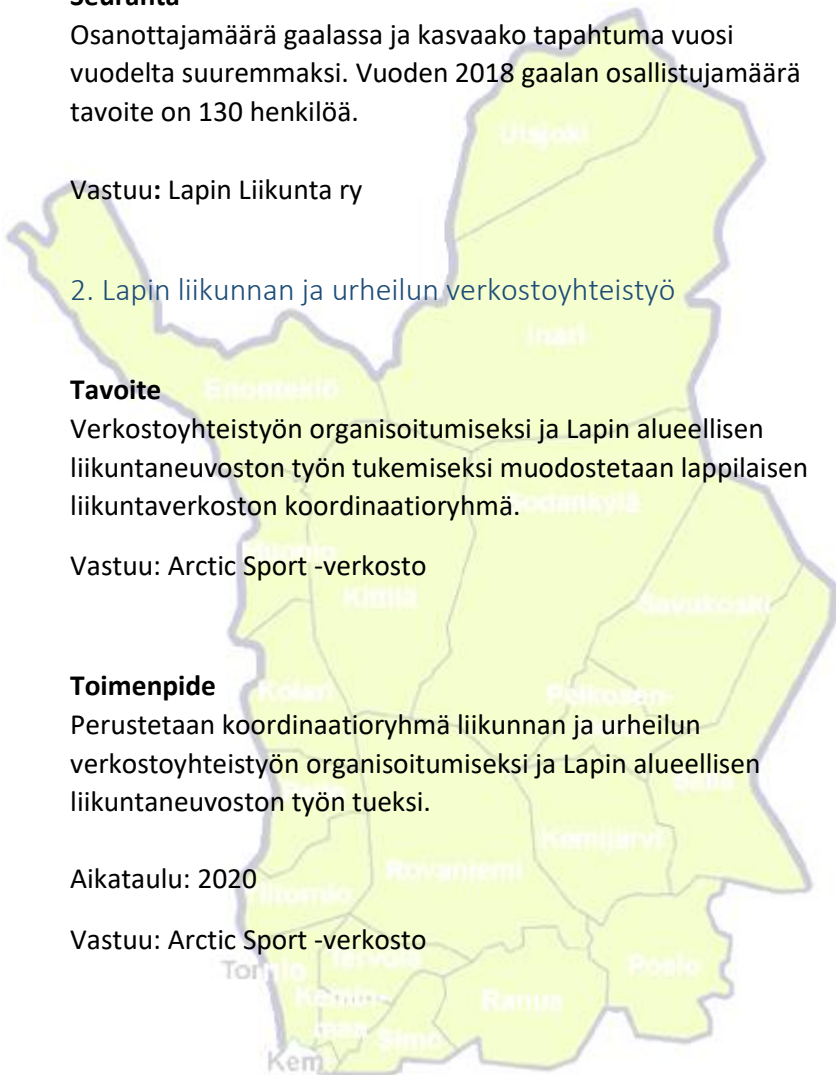 Seuranta
Osanottajamäärä gaalassa ja kasvaako tapahtuma vuosi
vuodelta suuremmaksi. Vuoden 2018 gaalan osallistujamäärä
tavoite on 130 henkilöä.
Utsjoki
Vastuu: Lapin Liikunta ry
2. Lapin liikunnan ja urheilun verkostoyhteistyö
Inari
Enontekiö
Tavoite
Verkostoyhteistyön organisoitumiseksi ja Lapin alueellisen
liikuntaneuvoston työn tukemiseksi muodostetaan lappilaisen
liikuntaverkoston koordinaatioryhmä.
Sodankylä
Vastuu: Arctic Sport -verkosto
Kittilä
Savukoski
Kolari
Toimenpide
Perustetaan koordinaatioryhmä liikunnan ja urheilun
verkostoyhteistyön organisoitumiseksi ja Lapin alueellisen
liikuntaneuvoston työn tueksi.
Salla
Kemijärvi
Rovaniemi
Aikataulu: 2020
Vastuu: Arctic Sport -verkosto
Tervola
Posio
Ranua
Simo